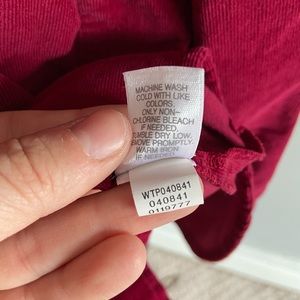 MACHINE WASH
COLD WITH LIKE
COLORS.
ONLY NON-
CHLORINE BLEACH
IF NEEDED.
TUMBLE DRY LOW.
REMOVE PROMPTLY.
WARM IRON
IF NEEDED.
WTP040841
040841
0119777